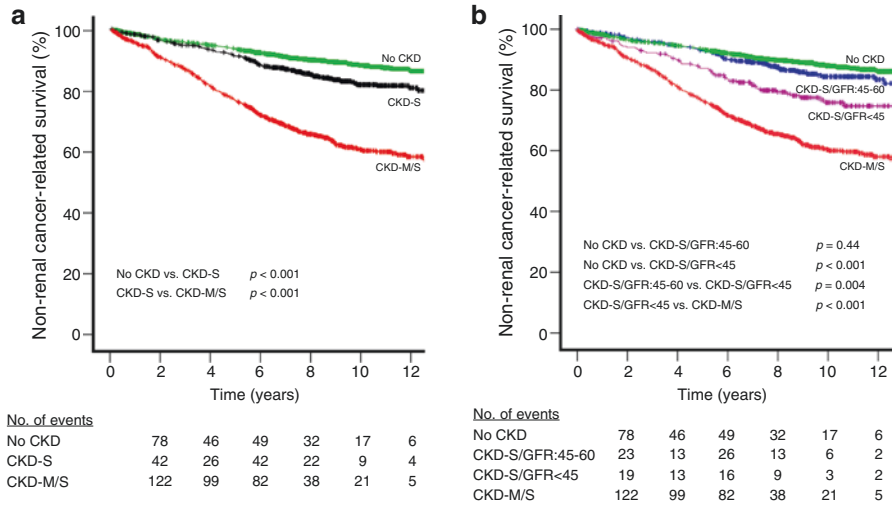 a
Non-renal cancer-related survival (%)
100
80
60
40
20
0
No CKD
CKD-S
CKD-M/S
No CKD vs. CKD-S p < 0.001
CKD-S vs. CKD-M/S p < 0.001
0 2 4 6 8 10 12
Time (years)
No. of events
No CKD 78 46 49 32 17 6
CKD-S 42 26 42 22 9 4
CKD-M/S 122 99 82 38 21 5
b
Non-renal cancer-related survival (%)
100
80
60
40
20
0
No CKD
CKD-S/GFR:45-60
CKD-S/GFR<45
CKD-M/S
No CKD vs. CKD-S/GFR:45-60 p = 0.44
No CKD vs. CKD-S/GFR<45 p < 0.001
CKD-S/GFR:45-60 vs. CKD-S/GFR<45 p = 0.004
CKD-S/GFR<45 vs. CKD-M/S p < 0.001
0 2 4 6 8 10 12
Time (years)
No. of events
No CKD 78 46 49 32 17 6
CKD-S/GFR:45-60 23 13 26 13 6 2
CKD-S/GFR<45 19 13 16 9 3 2
CKD-M/S 122 99 82 38 21 5